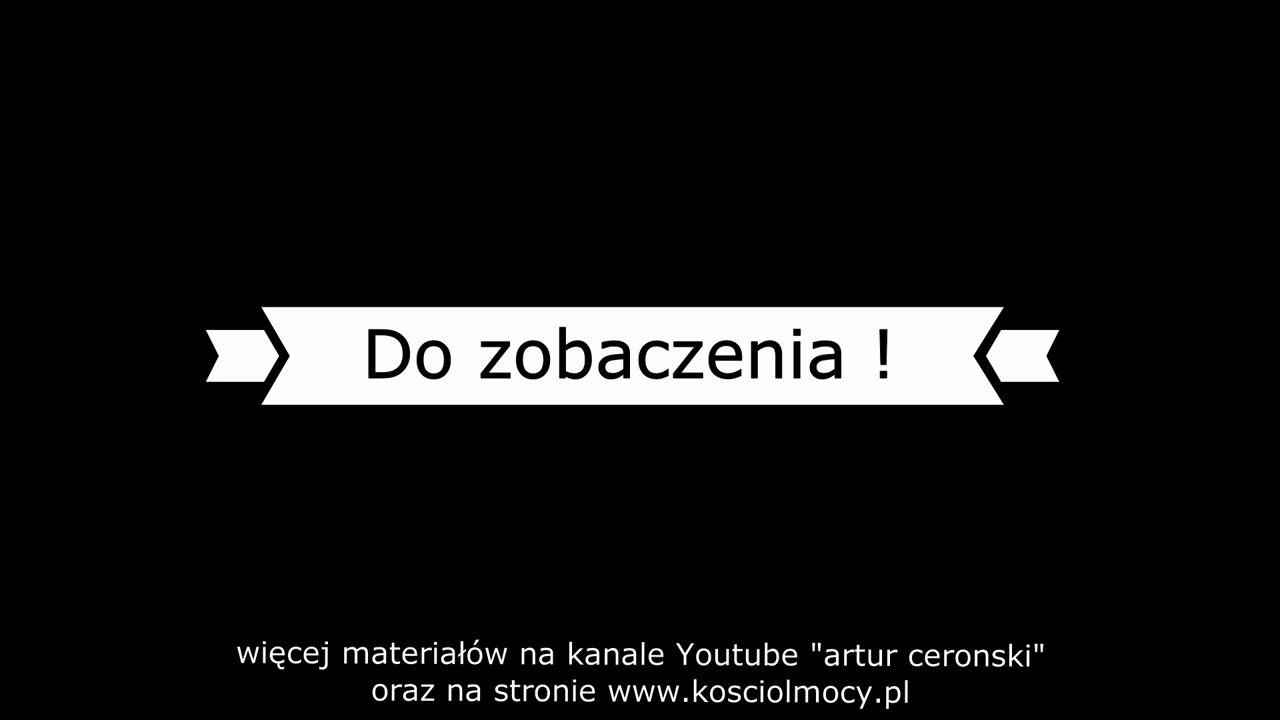 Do zobaczenia !
więcej materiałów na kanale Youtube "artur ceronski"
oraz na stronie www.kosciolmocy.pl